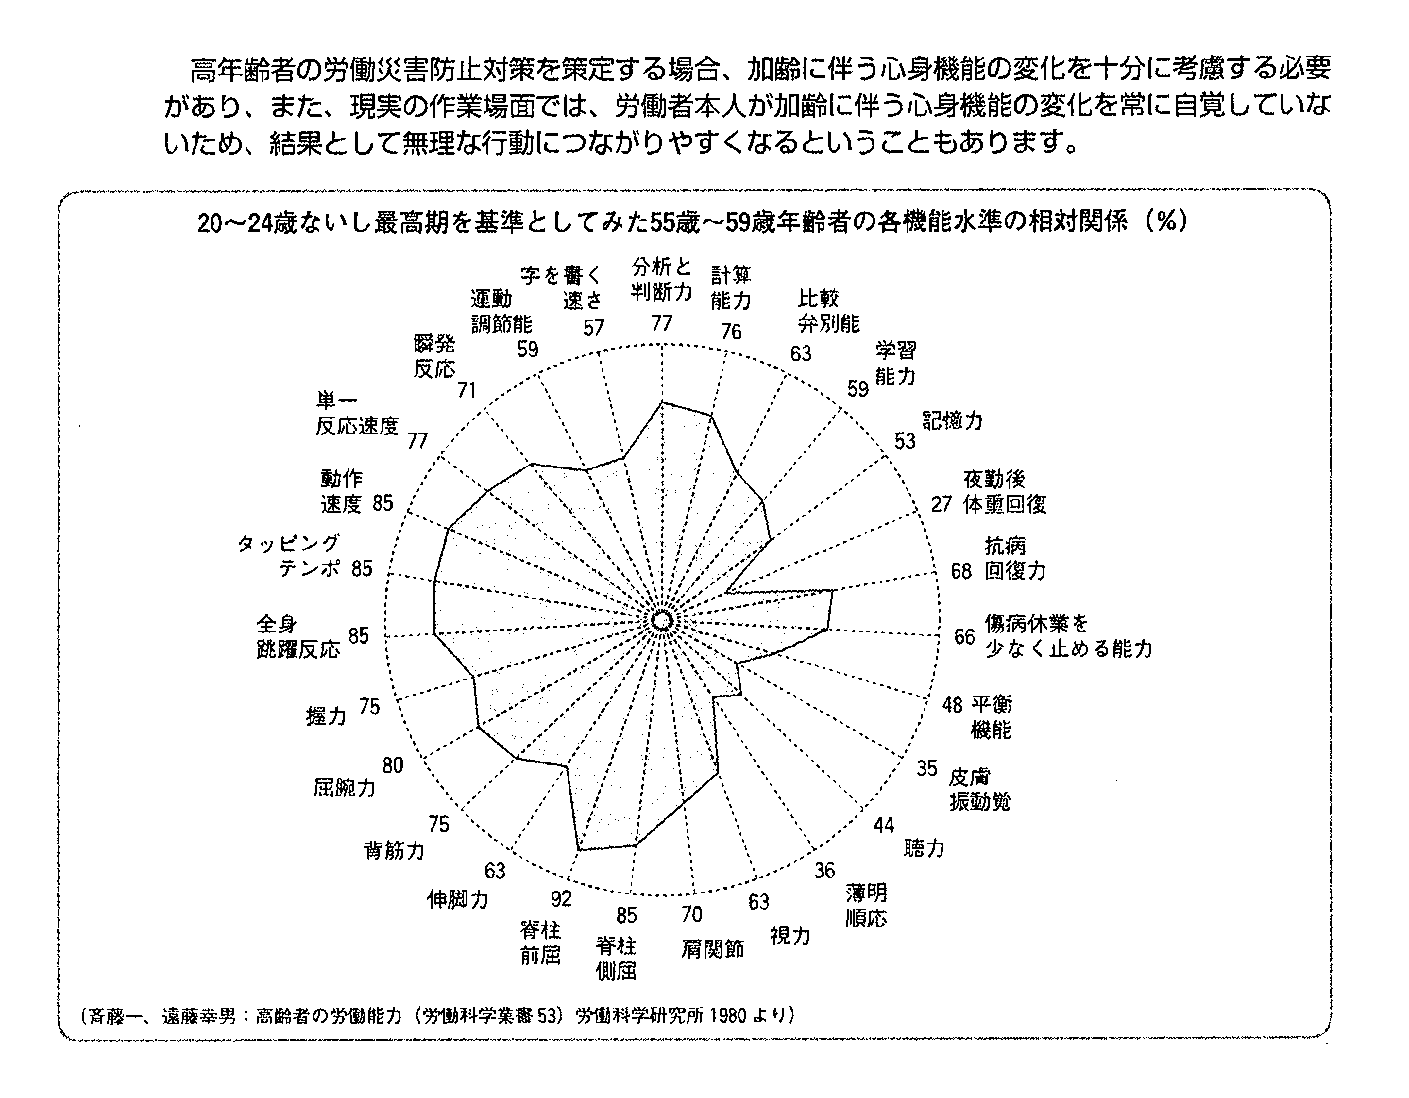 高年齢者の労働災害防止対策を策定する場合、加齢に伴う心身機能の変化を十分に考慮する必要
があり、また、現実の作業場面では、労働者本人が加齢に伴う心身機能の変化を常に自覚していな
いため、結果として無理な行動につながりやすくなるということもあります。
20〜24歳ないし最高期を基準としてみた55歳〜59歳年齢者の各機能水準の相対関係（%）
分析と
判断力
77
計算
能力
76
比較
弁別能
63
学習
能力
59
記憶力
53
夜勤後
27 体重回復
抗病
68 回復力
66 傷病休業を
少なく止める能力
48 平衡
機能
35 皮膚
振動覚
44
聴力
36
薄明
順応
63
視力
70
肩関節
85
脊柱
側屈
92
脊柱
前屈
63
伸脚力
75
背筋力
80
屈腕力
75
握力
全身
跳躍反応 85
タッピング
テンポ 85
動作
速度 85
単一
反応速度 77
瞬発
反応
71
運動
調節能
59
字を書く
速さ
57
（斉藤一、遠藤幸男：高齢者の労働能力（労働科学叢書53）労働科学研究所1980より）